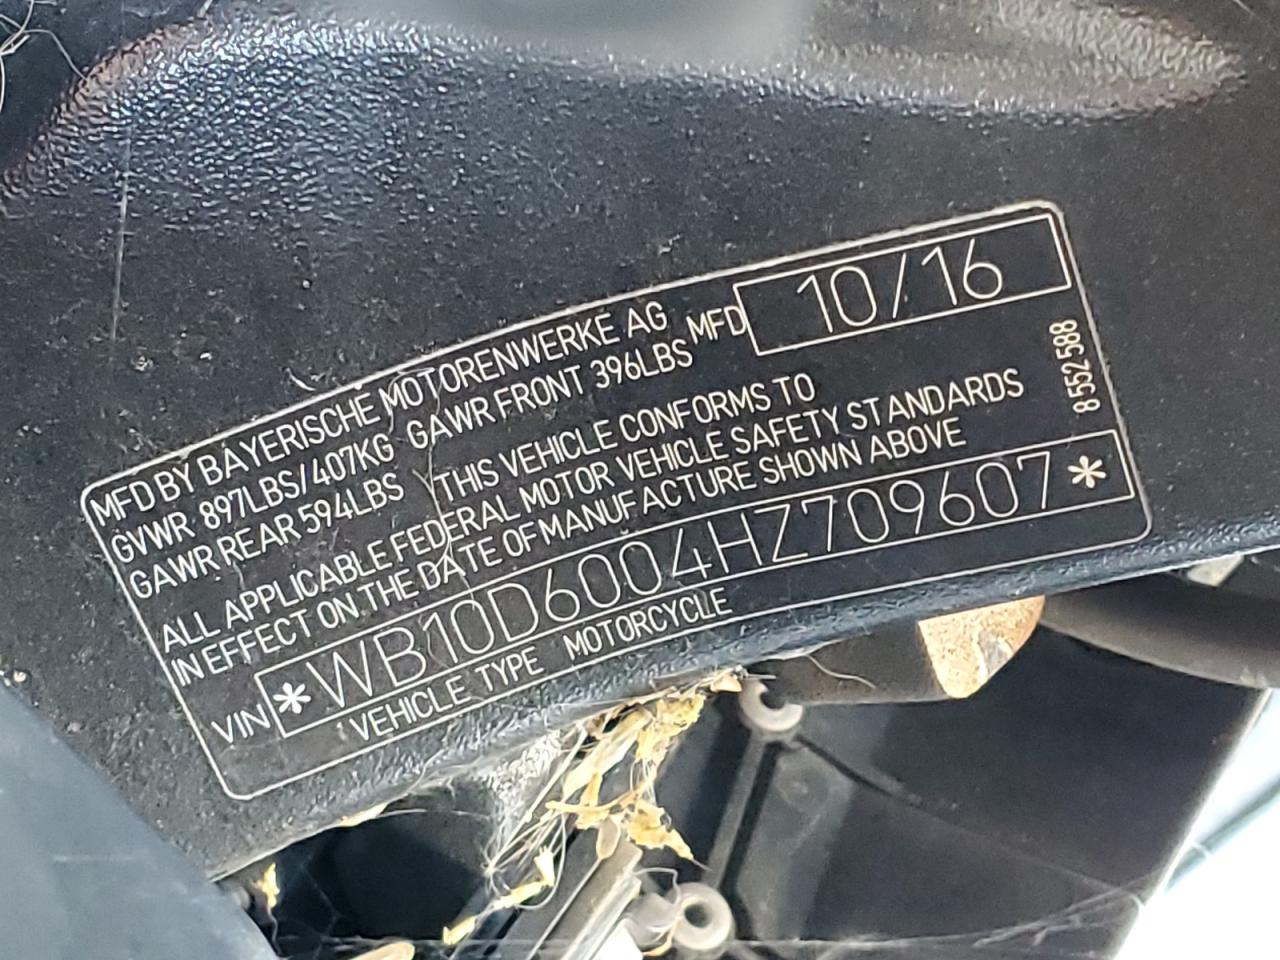 MFD BY BAYERISCHE MOTORENWERKE AG
GVWR 897LBS/407KG GAWR FRONT 396LBS
GAWR REAR 594LBS
MFD 10/16
THIS VEHICLE CONFORMS TO
ALL APPLICABLE FEDERAL MOTOR VEHICLE SAFETY STANDARDS
IN EFFECT ON THE DATE OF MANUFACTURE SHOWN ABOVE
VIN *WB10D6004HZ709607*
VEHICLE TYPE MOTORCYCLE
8 552 588